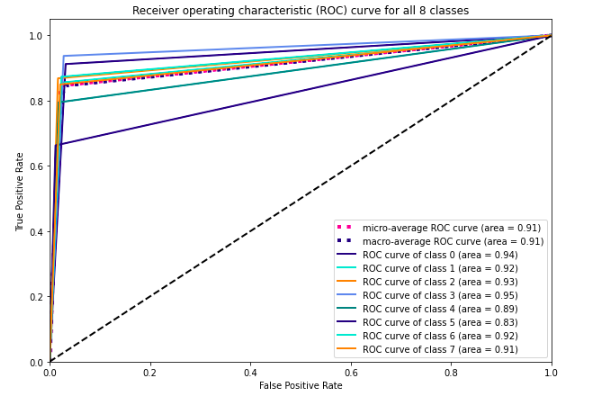 Receiver operating characteristic (ROC) curve for all 8 classes
1.0
0.8
0.6
0.4
0.2
0.0
True Positive Rate
micro-average ROC curve (area = 0.91)
macro-average ROC curve (area = 0.91)
ROC curve of class 0 (area = 0.94)
ROC curve of class 1 (area = 0.92)
ROC curve of class 2 (area = 0.93)
ROC curve of class 3 (area = 0.95)
ROC curve of class 4 (area = 0.89)
ROC curve of class 5 (area = 0.83)
ROC curve of class 6 (area = 0.92)
ROC curve of class 7 (area = 0.91)
0.0 0.2 0.4 0.6 0.8 1.0
False Positive Rate